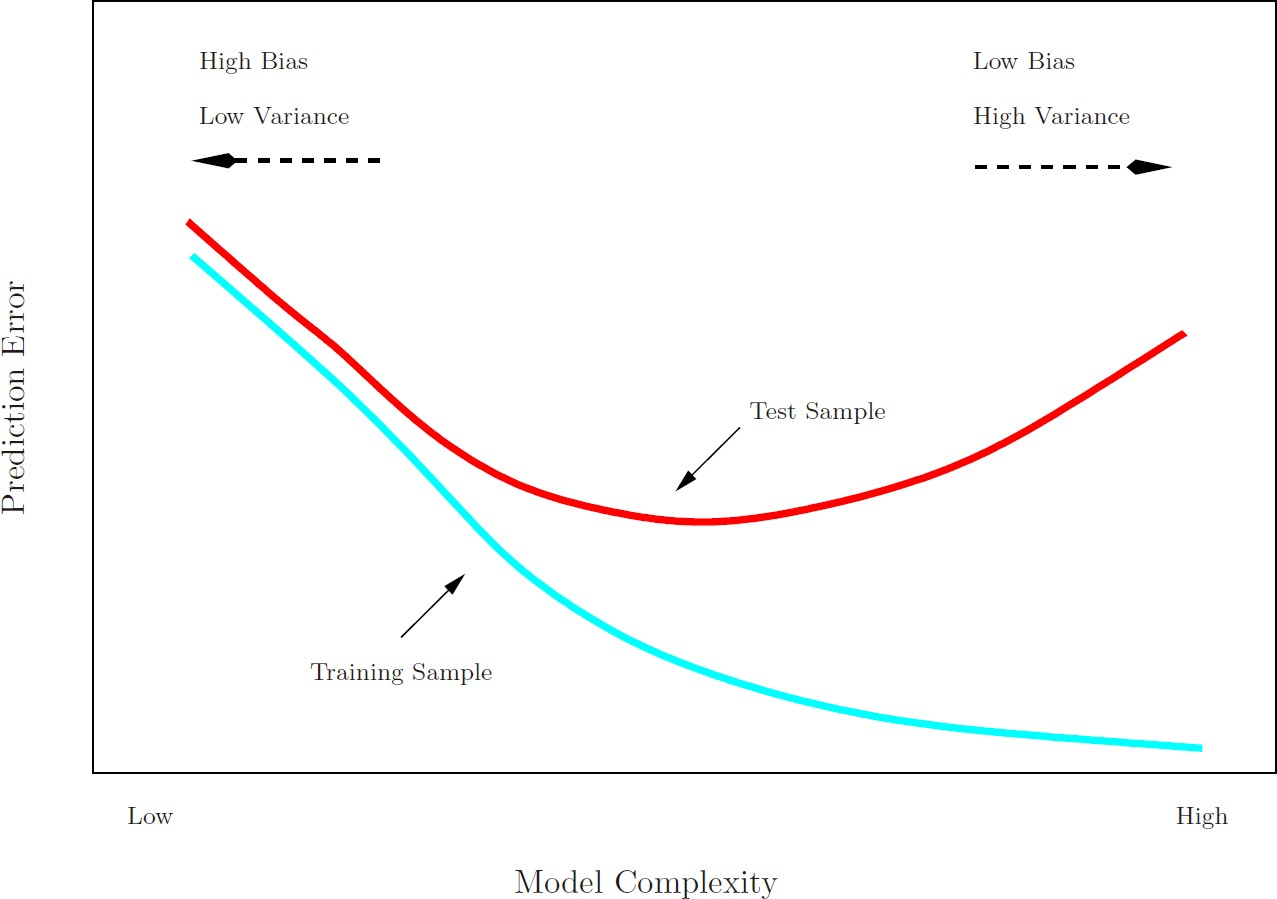 High Bias
Low Variance
Low Bias
High Variance
Prediction Error
Test Sample
Training Sample
Low
High
Model Complexity